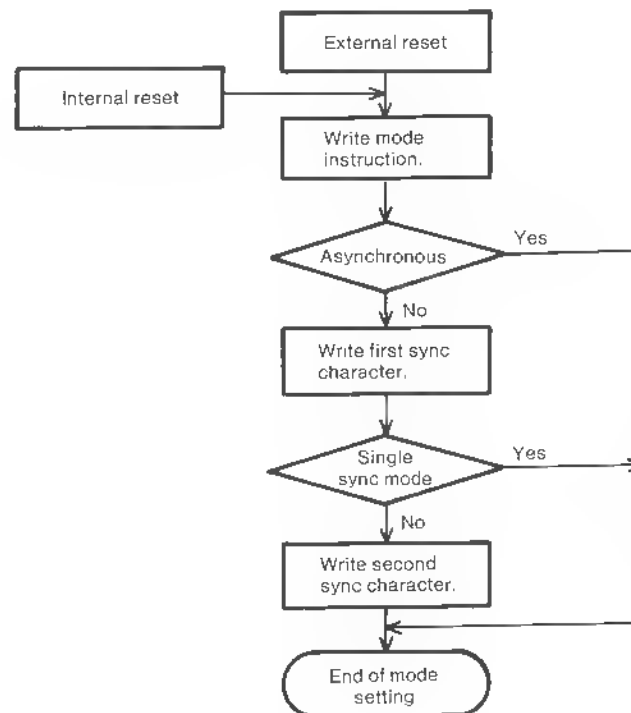 External reset
Internal reset
Write mode
instruction.
Asynchronous
Yes
No
Write first sync
character.
Single
sync mode
Yes
No
Write second
sync character.
End of mode
setting